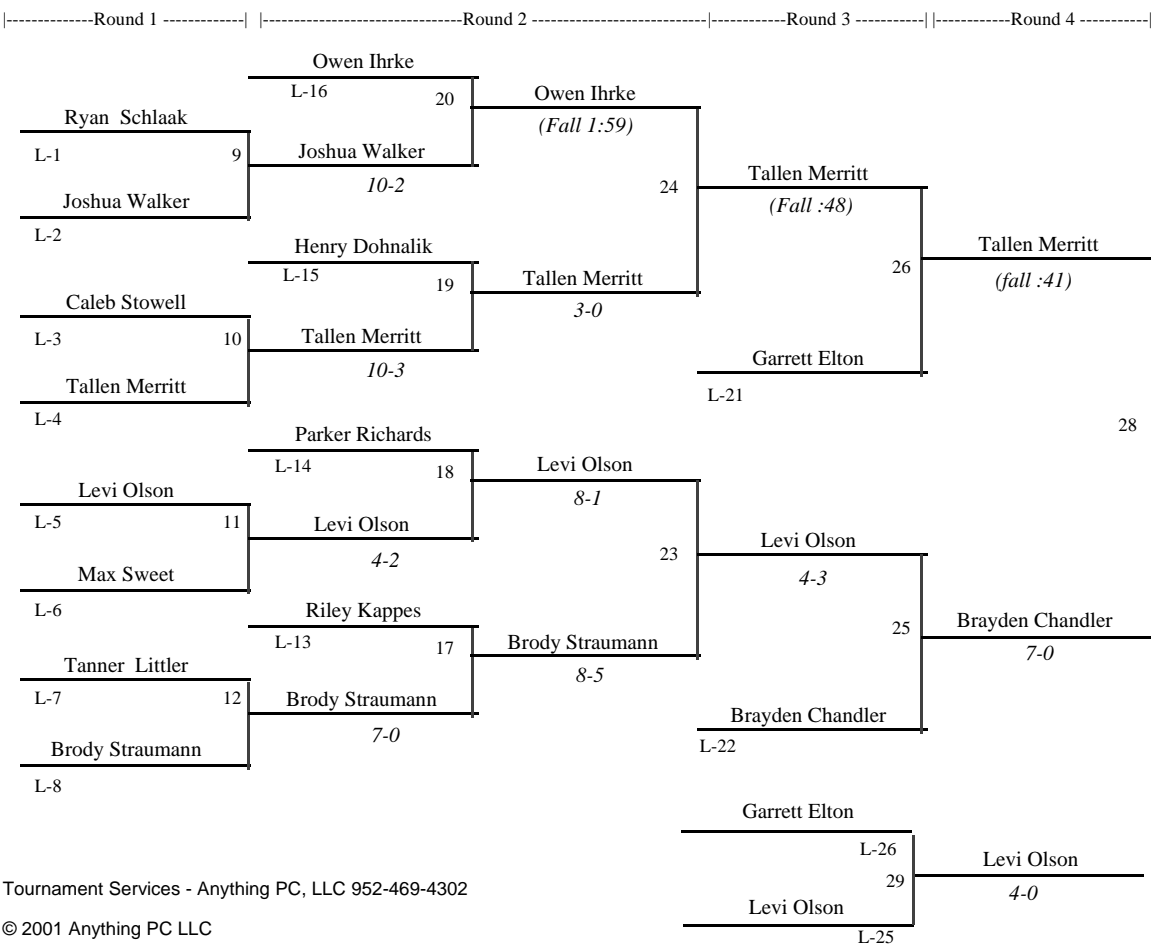 |--------------Round 1 -------------| |--------------------------------Round 2 ----------------------------|------------Round 3 -----------| |------------Round 4 -----------|
Owen Ihrke
L-16
20
Owen Ihrke
(Fall 1:59)
Ryan Schlaak
L-1
9
Joshua Walker
10-2
Joshua Walker
L-2
24
Tallen Merritt
(Fall :48)
Henry Dohnalik
L-15
19
Tallen Merritt
3-0
26
Tallen Merritt
(fall :41)
Caleb Stowell
L-3
10
Tallen Merritt
10-3
Tallen Merritt
L-4
Garrett Elton
L-21
28
Parker Richards
L-14
18
Levi Olson
8-1
Levi Olson
L-5
11
Levi Olson
4-2
Max Sweet
L-6
23
Levi Olson
4-3
Riley Kappes
L-13
17
Brody Straumann
8-5
25
Brayden Chandler
7-0
Tanner Littler
L-7
12
Brody Straumann
7-0
Brody Straumann
L-8
Brayden Chandler
L-22
Garrett Elton
L-26
29
Levi Olson
4-0
Levi Olson
L-25
Tournament Services - Anything PC, LLC 952-469-4302
© 2001 Anything PC LLC